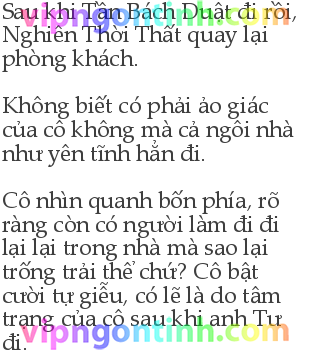 Sau khi Tần Bách Duật đi rồi,
Nghiên Thời Thất quay lại
phòng khách.
Không biết có phải ảo giác
của cô không mà cả ngôi nhà
như yên tĩnh hẳn đi.
Cô nhìn quanh bốn phía, rõ
ràng còn có người làm đi đi
lại lại trong nhà mà sao lại
trống trải thể chứ? Cô bật
cười tự giễu, có lẽ là do tâm
trạng của cô sau khi anh Tư
đi.
vipngontinh.com
vipngontinh.com